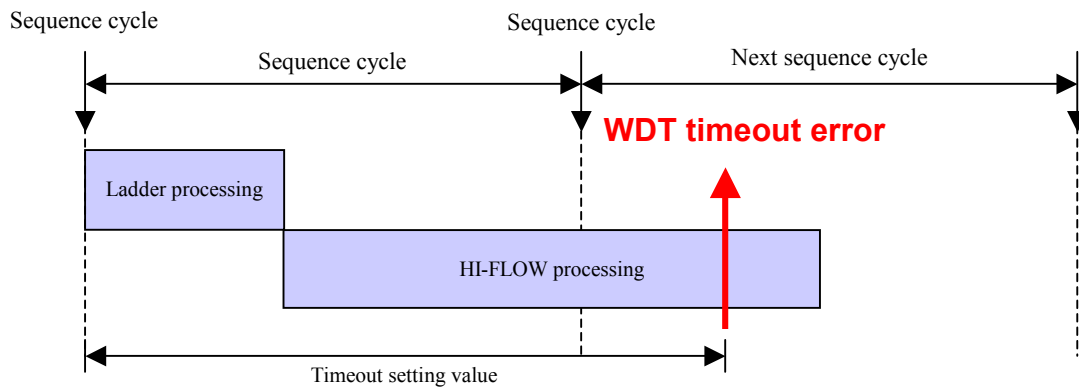 Sequence cycle
Sequence cycle
Sequence cycle
Next sequence cycle
WDT timeout error
Ladder processing
HI-FLOW processing
Timeout setting value